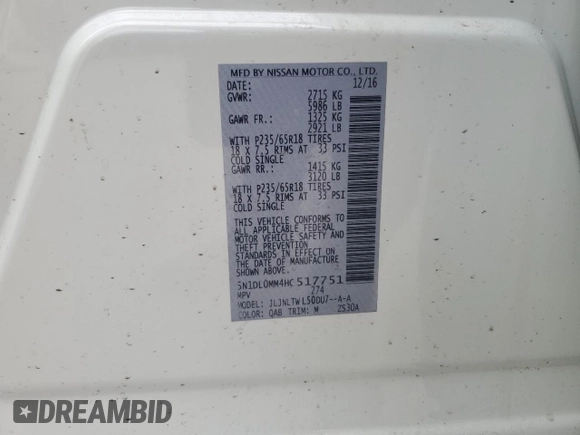 MFD BY NISSAN MOTOR CO., LTD.
DATE: 12/16
GVWR: 2715 KG
5986 LB
GAWR FR.: 1325 KG
2921 LB
WITH P235/65R18 TIRES
18 X 7.5 RIMS AT 33 PSI
COLD SINGLE
GAWR RR.: 1415 KG
3120 LB
WITH P235/65R18 TIRES
18 X 7.5 RIMS AT 33 PSI
COLD SINGLE
THIS VEHICLE CONFORMS TO
ALL APPLICABLE FEDERAL
MOTOR VEHICLE SAFETY AND
THEFT PREVENTION
STANDARDS IN EFFECT ON
THE DATE OF MANUFACTURE
SHOWN ABOVE.
5N1DL0MM4HC517751
MPV 274
MODEL: JLJNLTWL50DU7--A-A
COLOR: QAB TRIM: M 2S30A
DREAMBID